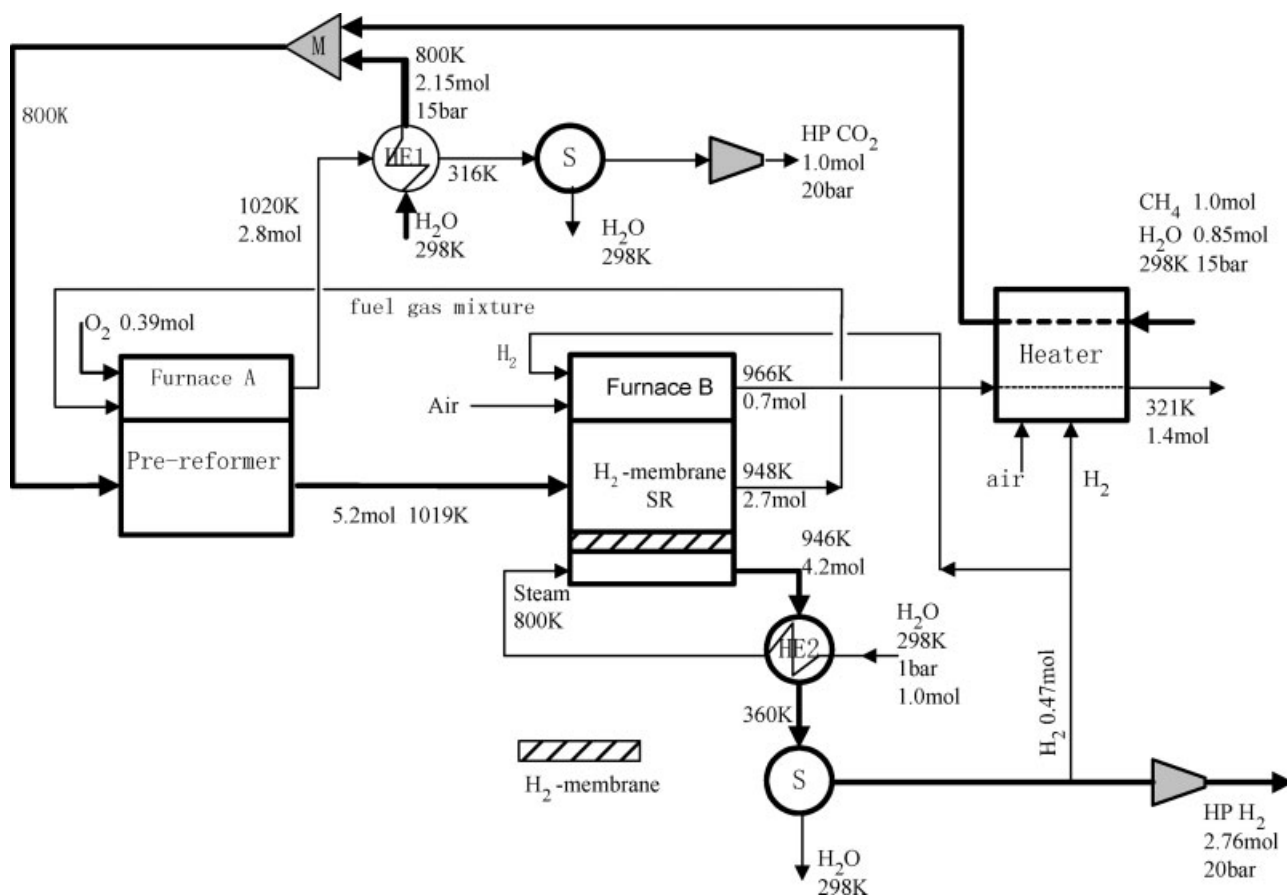 M
800K
2.15mol
15bar
800K
HE1
316K
S
HP CO2
1.0mol
20bar
1020K
2.8mol
H2O
298K
H2O
298K
CH4 1.0mol
H2O 0.85mol
298K 15bar
fuel gas mixture
O2 0.39mol
H2
Furnace A
Furnace B
966K
0.7mol
Heater
321K
1.4mol
Air
Pre-reformer
H2-membrane
SR
948K
2.7mol
air
H2
5.2mol 1019K
946K
4.2mol
Steam
800K
HE2
H2O
298K
1bar
1.0mol
360K
H2 0.47mol
H2-membrane
S
HP H2
2.76mol
20bar
H2O
298K